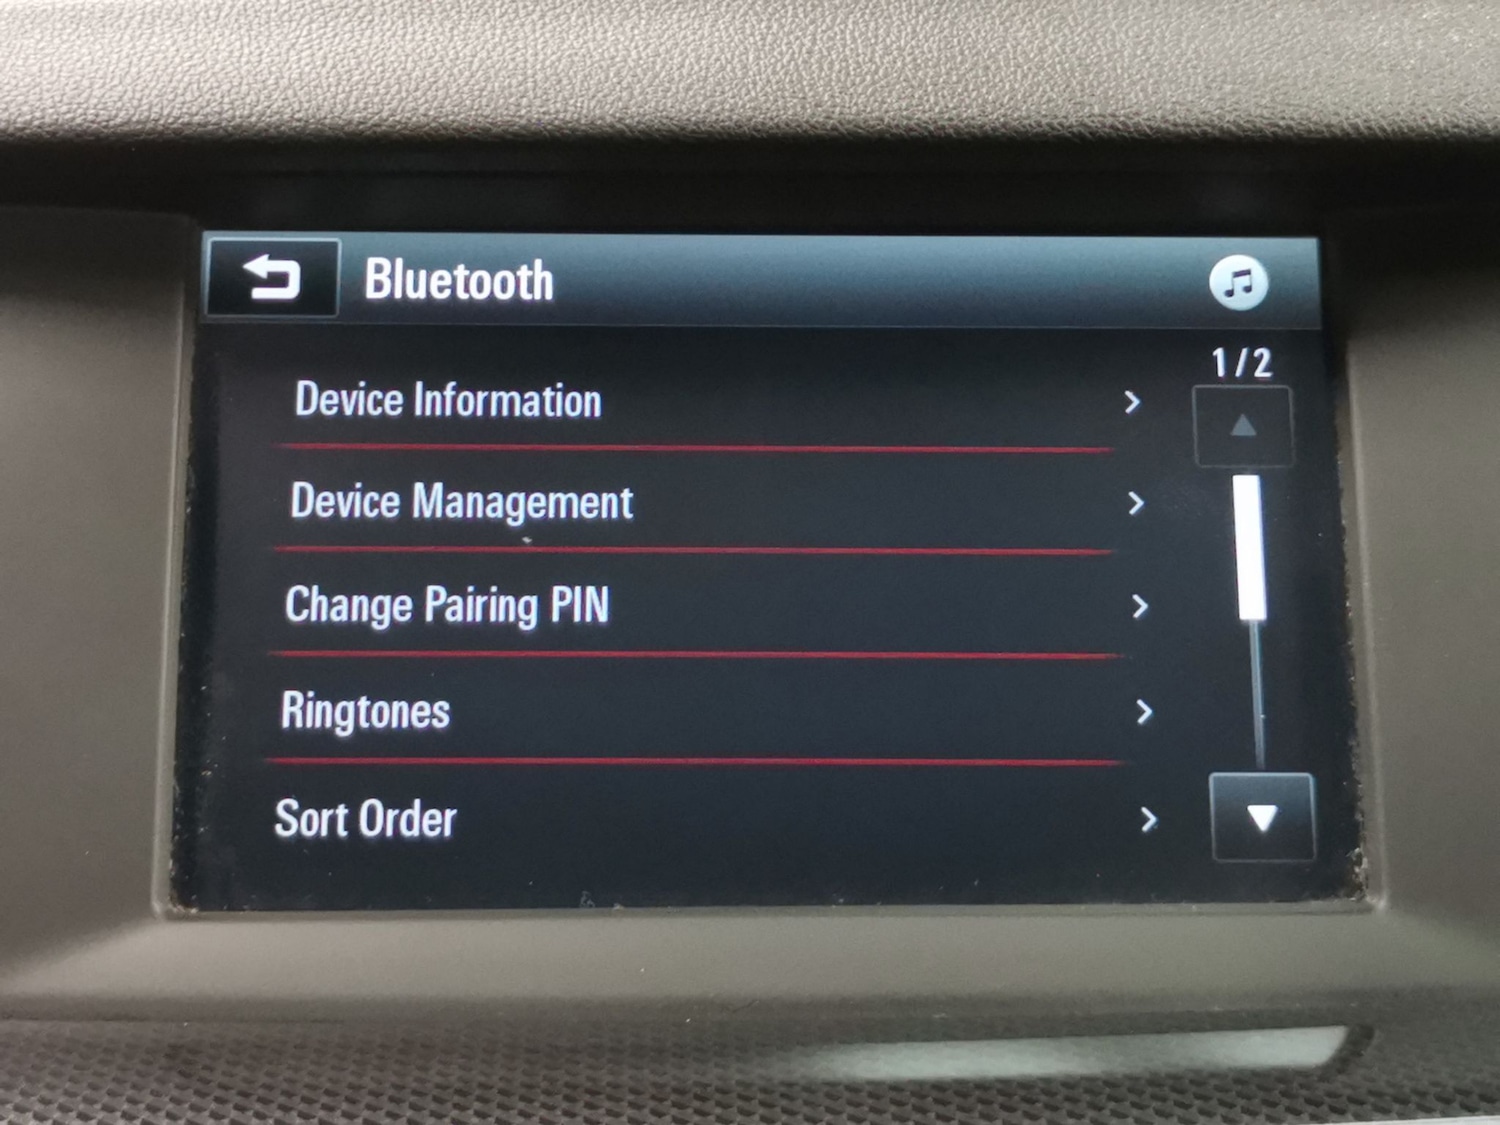 Bluetooth
1/2
Device Information
Device Management
Change Pairing PIN
Ringtones
Sort Order